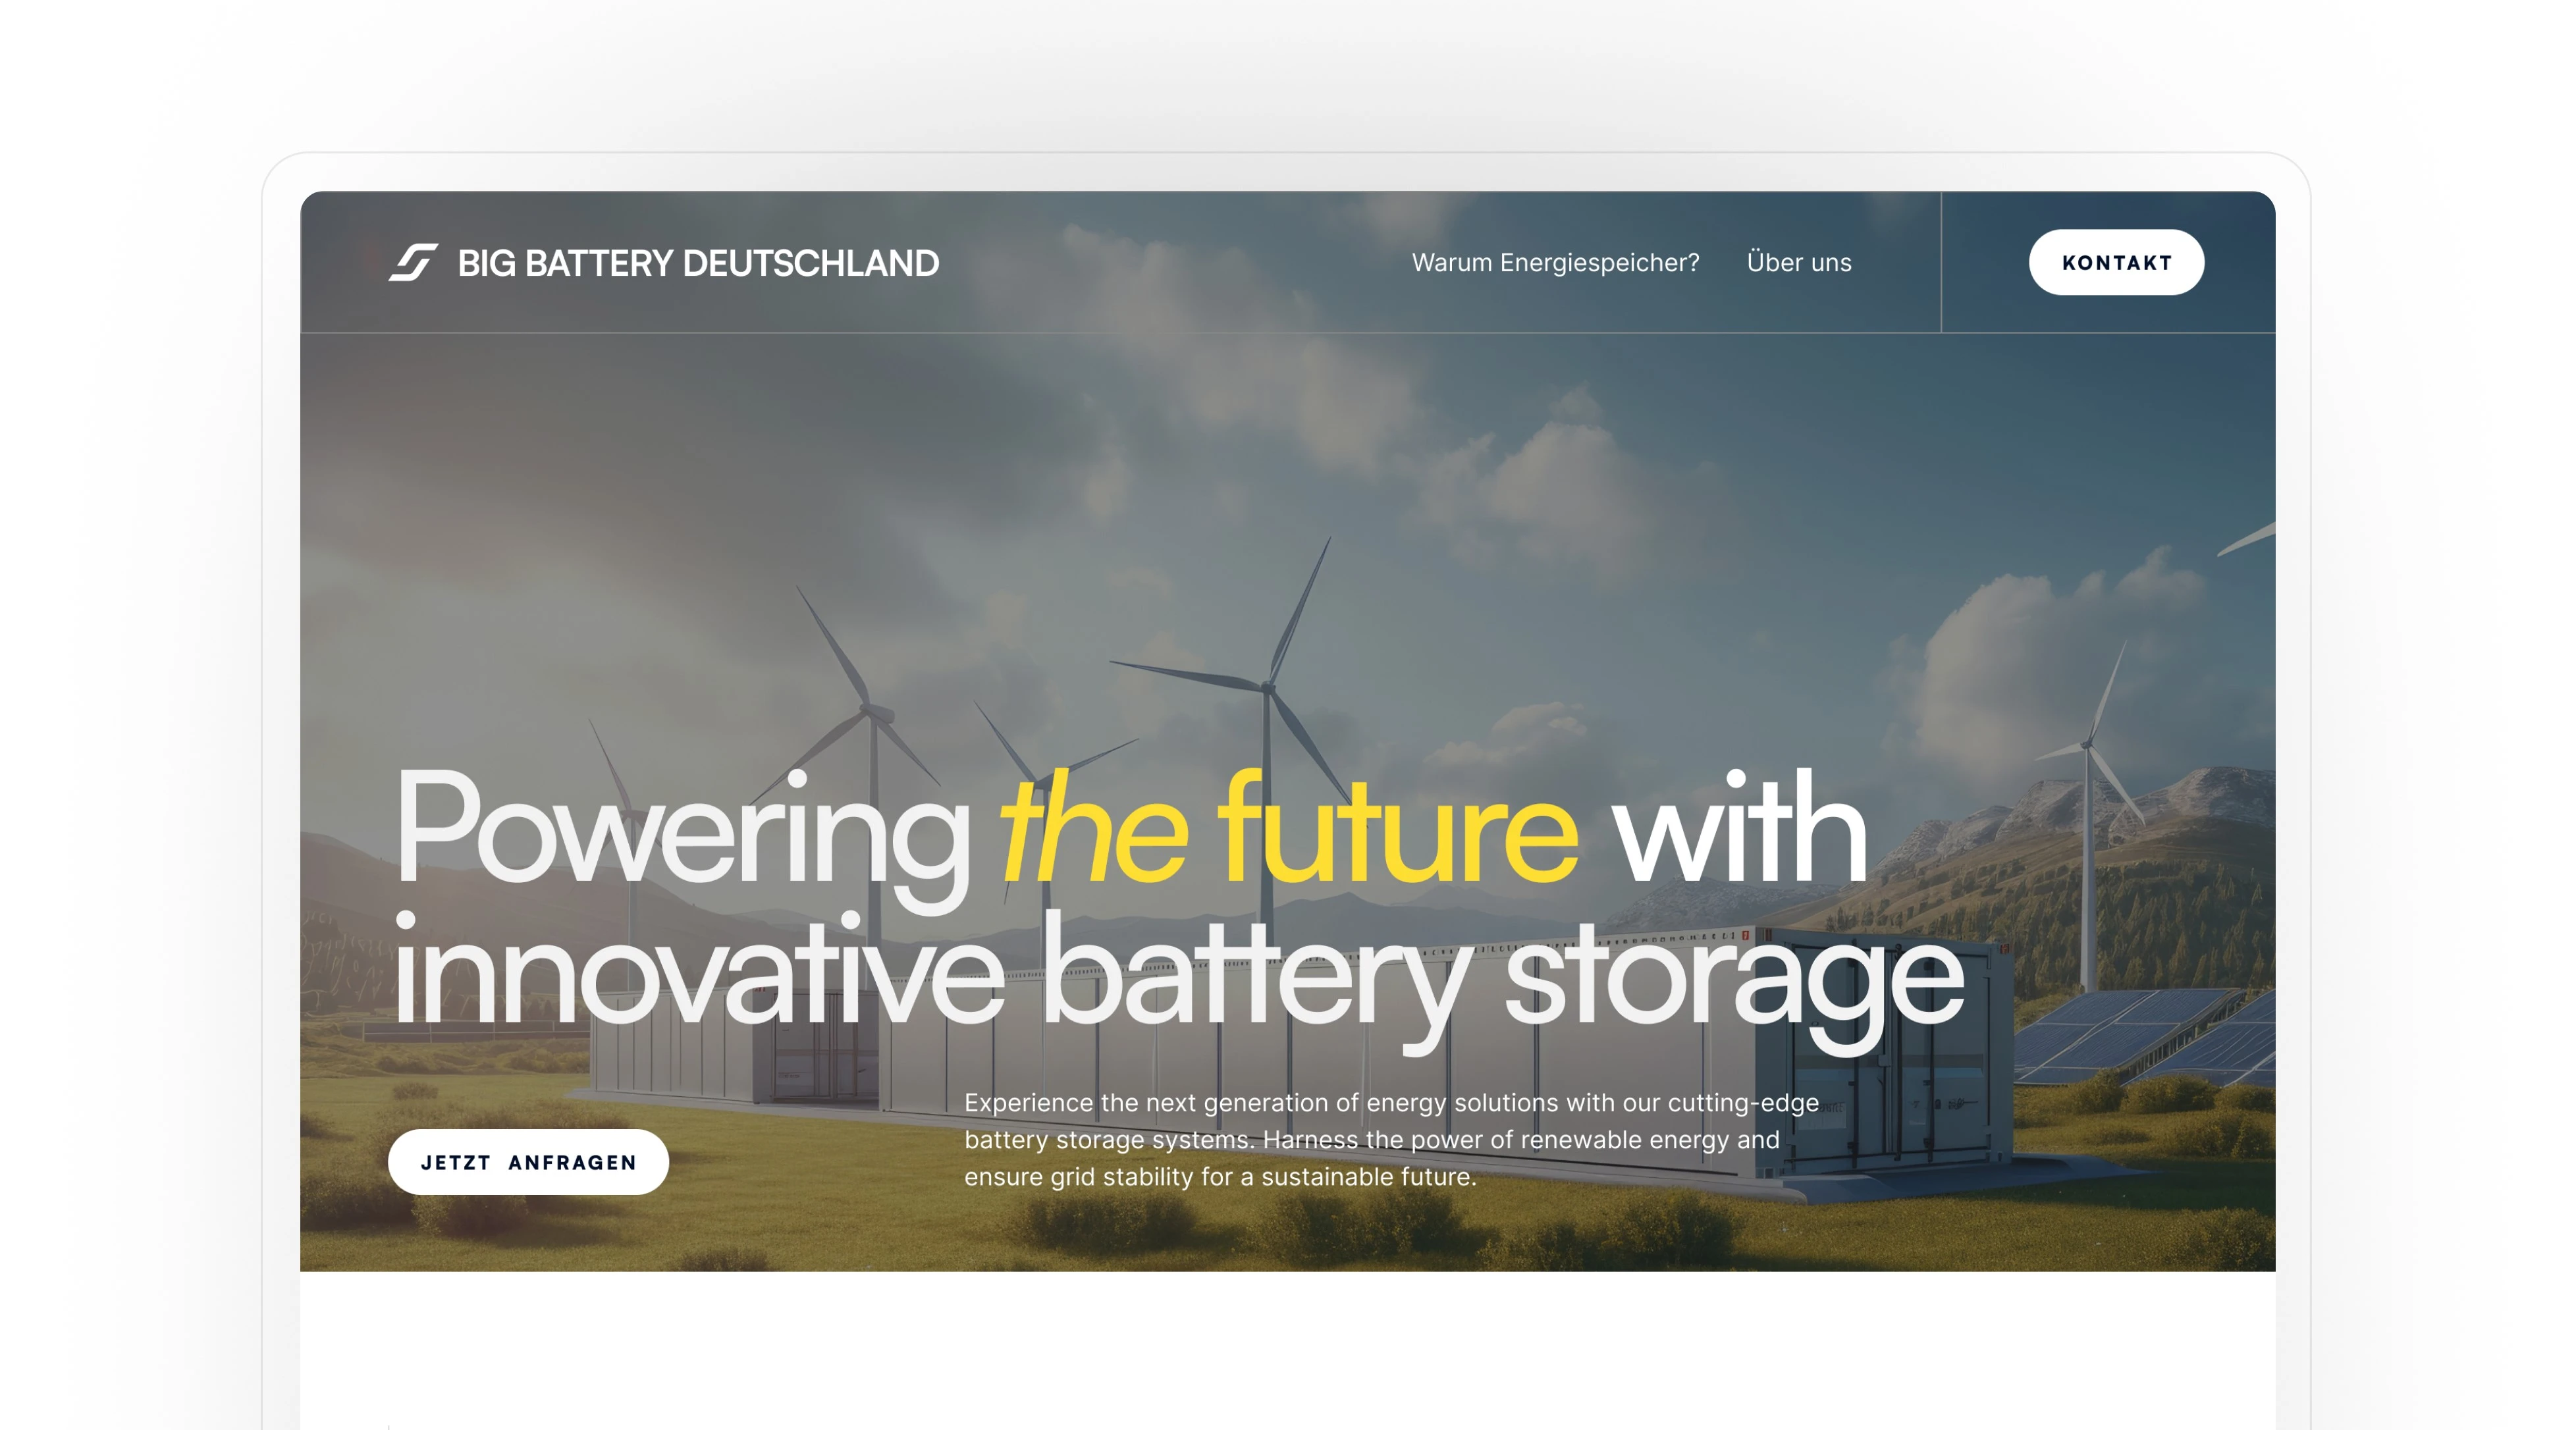 BIG BATTERY DEUTSCHLAND
Warum Energiespeicher?
Über uns
KONTAKT
Powering the future with
innovative battery storage
Experience the next generation of energy solutions with our cutting-edge
battery storage systems. Harness the power of renewable energy and
ensure grid stability for a sustainable future.
JETZT ANFRAGEN